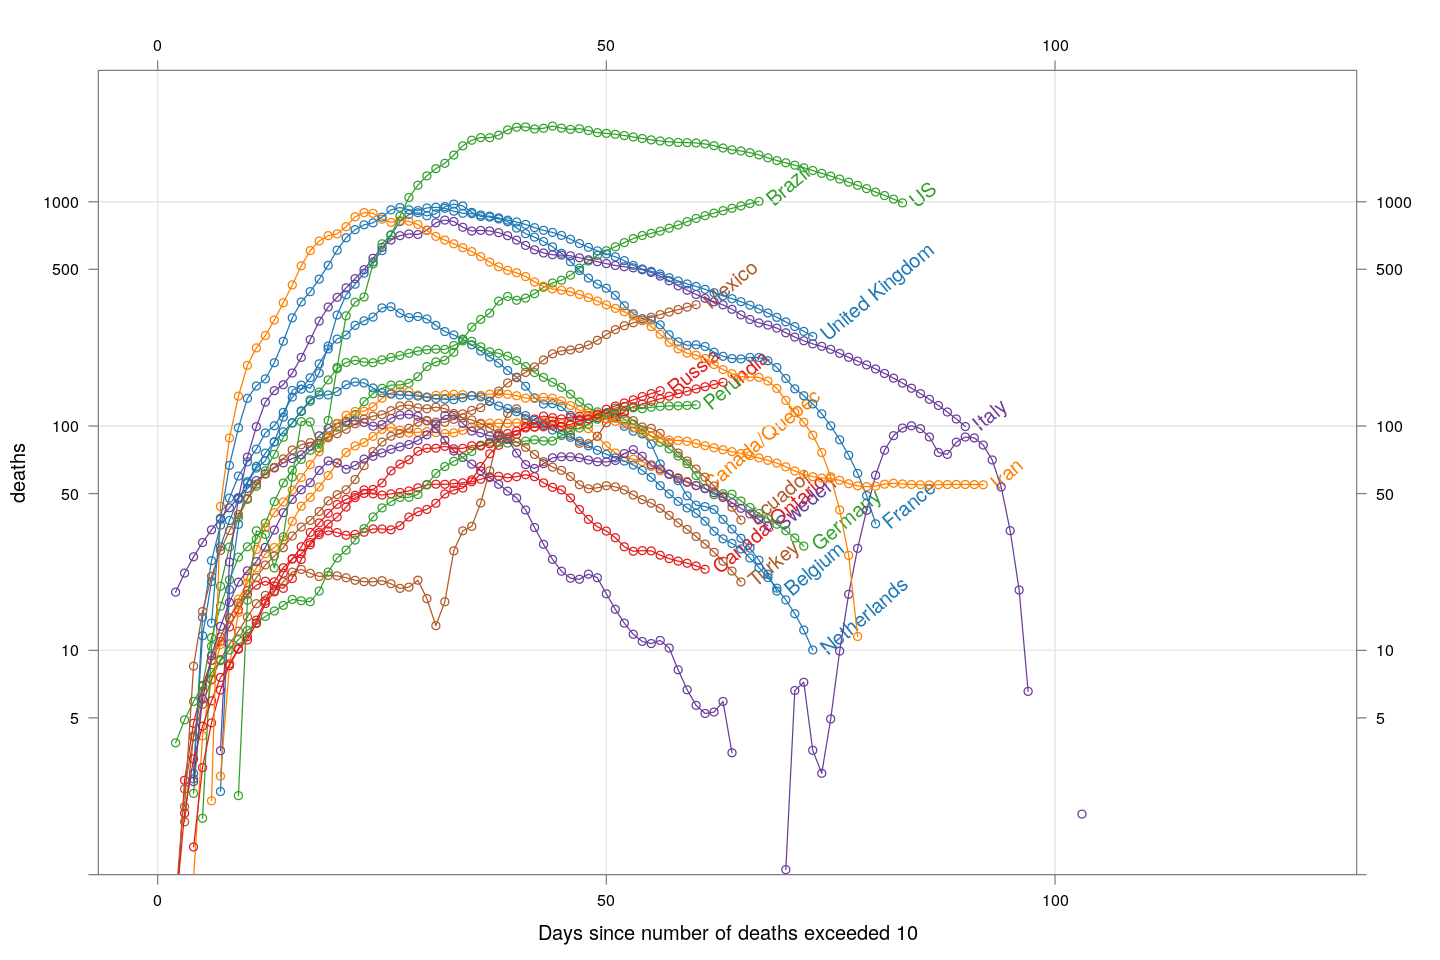 0 50 100
deaths
1000 1000
500 500
100 100
50 50
10 10
5 5
US
Brazil
United Kingdom
Mexico
Russia
India
Peru
Canada/Quebec
Italy
Iran
Ecuador
Sweden
France
Canada/Ontario
Germany
Turkey
Belgium
Netherlands
0 50 100
Days since number of deaths exceeded 10